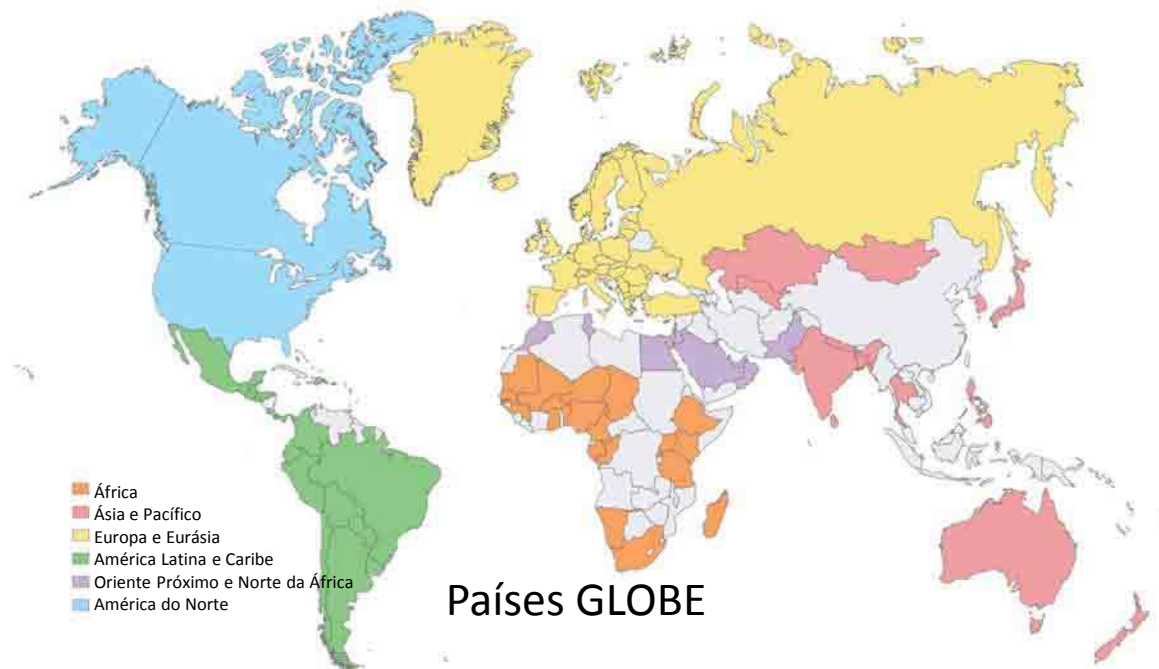 África
Ásia e Pacífico
Europa e Eurásia
América Latina e Caribe
Oriente Próximo e Norte da África
América do Norte
Países GLOBE